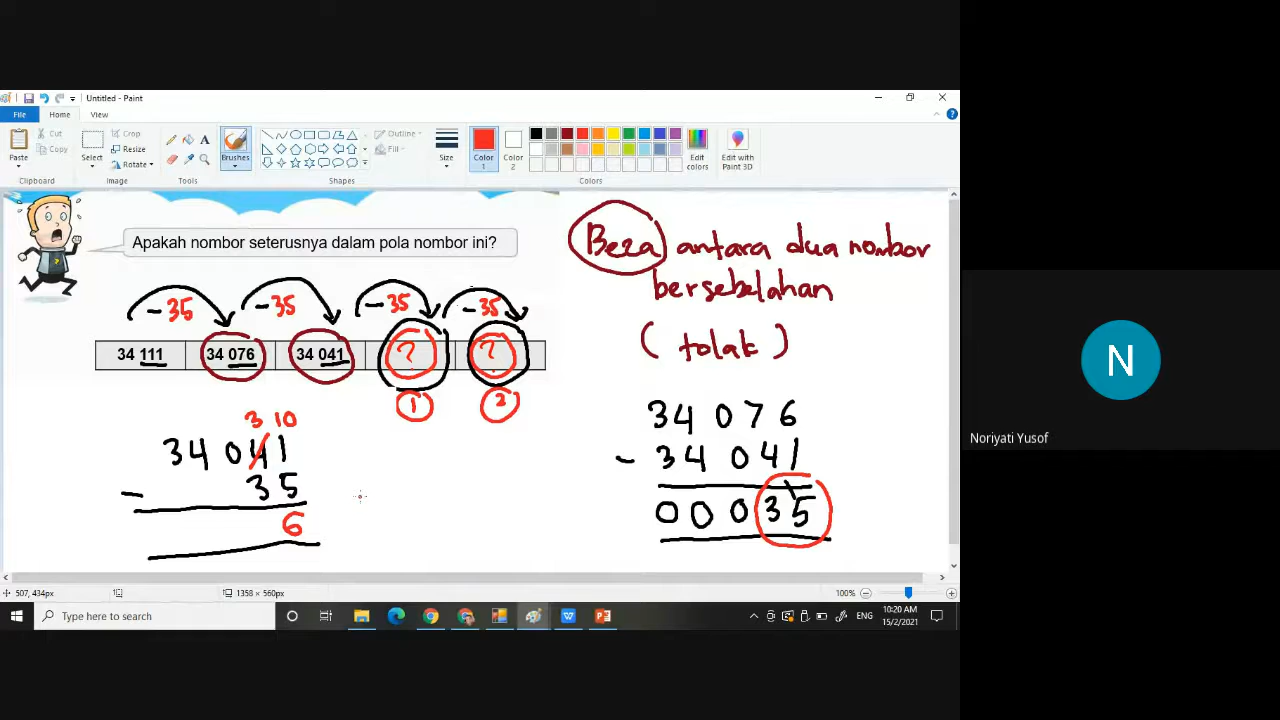 Untitled - Paint
File Home View
Paste
Cut
Copy
Clipboard
Select
Crop
Resize
Rotate
Image
Tools
Brushes
Shapes
Outline
Fill
Size
Color 1
Color 2
Colors
Edit colors
Edit with Paint 3D
Apakah nombor seterusnya dalam pola nombor ini?
-35 -35 -35 -35
34 111 34 076 34 041 ? ?
1 2
3 10
34041
- 35
6
Beza antara dua nombor
bersebelahan
(tolak)
34 076
- 34 041
00035
N
Noriyati Yusof
507, 434px
1358 × 560px
100%
Type here to search
ENG
10:20 AM
15/2/2021